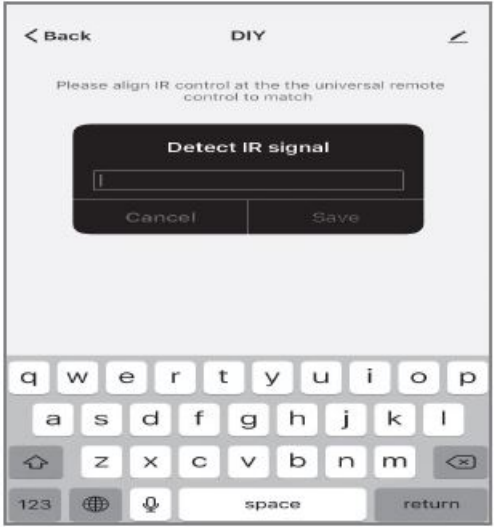 < Back DIY
Please align IR control at the the universal remote
control to match
Detect IR signal
Cancel Save
q w e r t y u i o p
a s d f g h j k l
z x c v b n m
123 space return